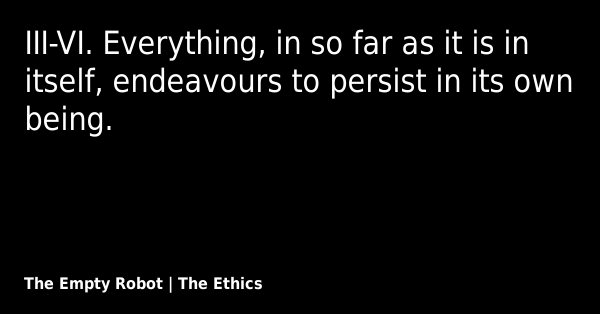 III-VI. Everything, in so far as it is in
itself, endeavours to persist in its own
being.
The Empty Robot | The Ethics